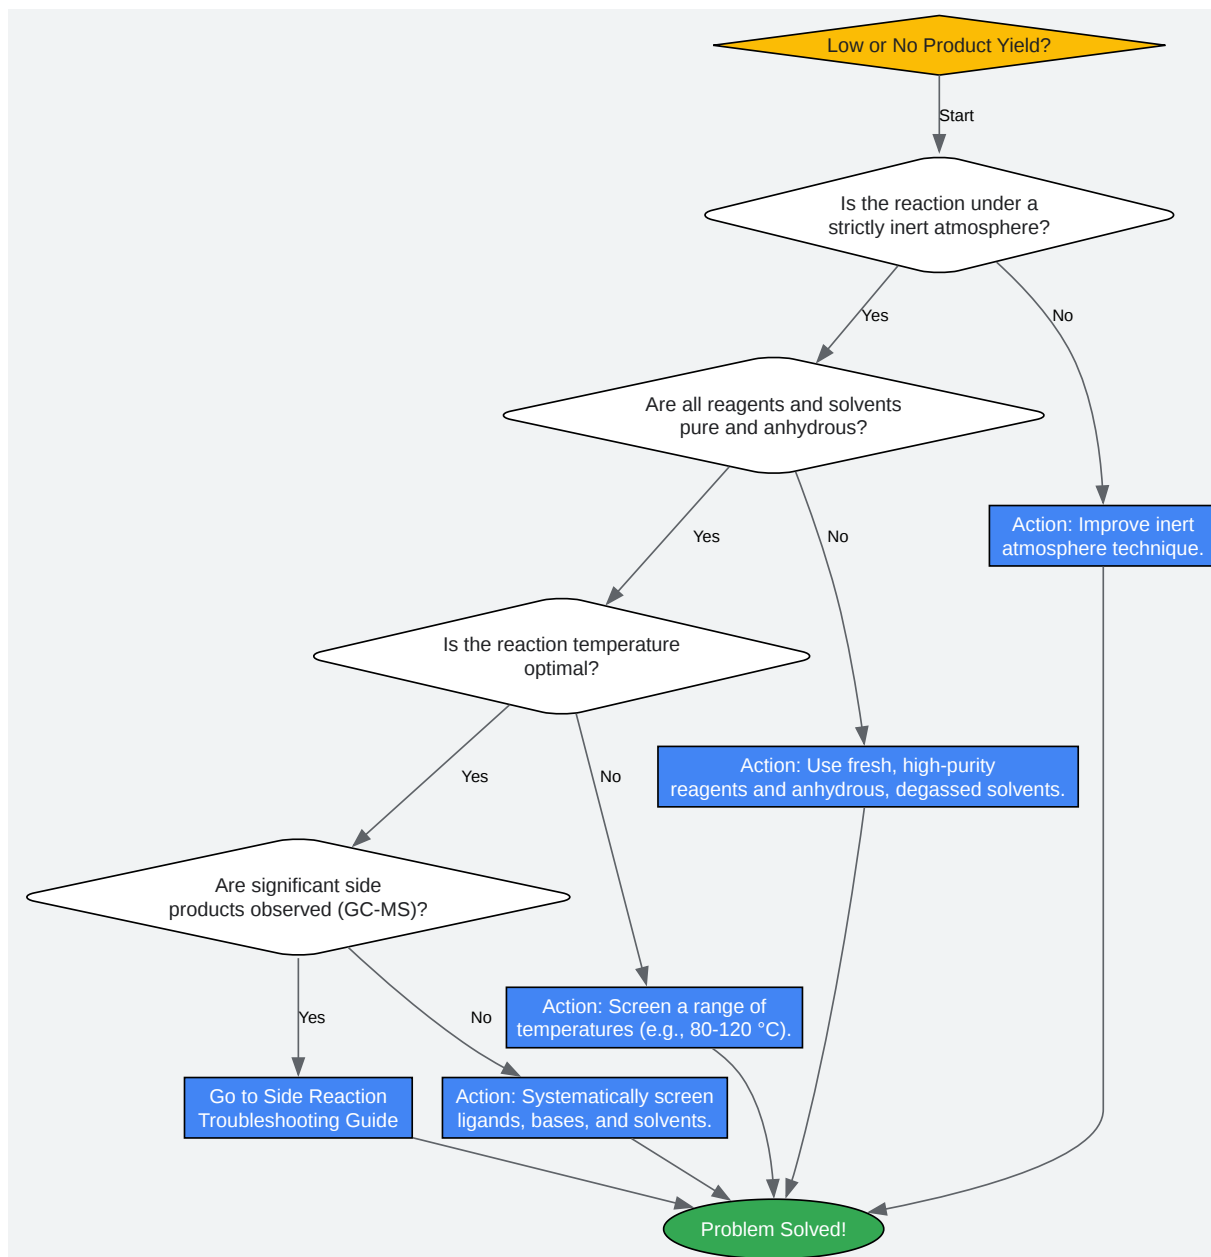 Low or No Product Yield?
Start
Is the reaction under a
strictly inert atmosphere?
Yes
No
Are all reagents and solvents
pure and anhydrous?
Action: Improve inert
atmosphere technique.
Yes
No
Is the reaction temperature
optimal?
Action: Use fresh, high-purity
reagents and anhydrous, degassed solvents.
Yes
No
Are significant side
products observed (GC-MS)?
Action: Screen a range of
temperatures (e.g., 80-120 °C).
Yes
No
Go to Side Reaction
Troubleshooting Guide
Action: Systematically screen
ligands, bases, and solvents.
Problem Solved!